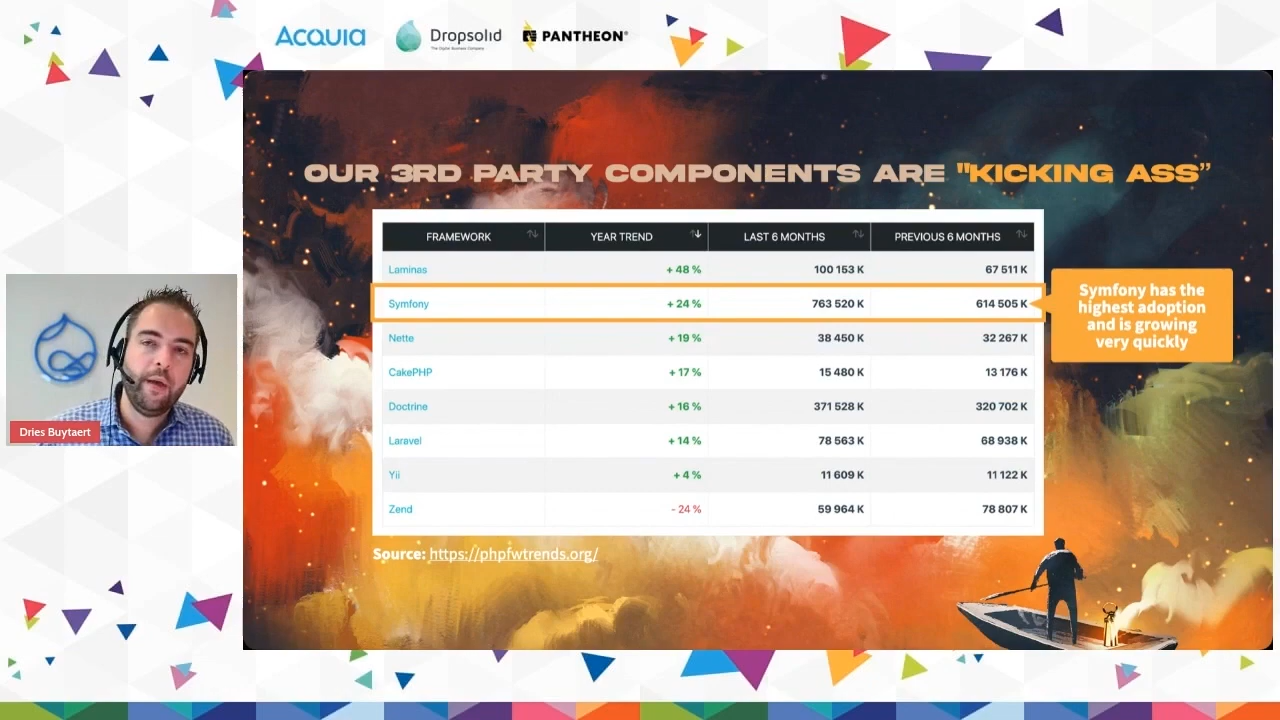 Acquia
Dropsolid
The Digital Business Company
PANTHEON
OUR 3RD PARTY COMPONENTS ARE "KICKING ASS”
FRAMEWORK YEAR TREND LAST 6 MONTHS PREVIOUS 6 MONTHS
Laminas + 48 % 100 153 K 67 511 K
Symfony + 24 % 763 520 K 614 505 K
Nette + 19 % 38 450 K 32 267 K
CakePHP + 17 % 15 480 K 13 176 K
Doctrine + 16 % 371 528 K 320 702 K
Laravel + 14 % 78 563 K 68 938 K
Yii + 4 % 11 609 K 11 122 K
Zend - 24 % 59 964 K 78 807 K
Symfony has the
highest adoption
and is growing
very quickly
Source: https://phpfwtrends.org/
Dries Buytaert